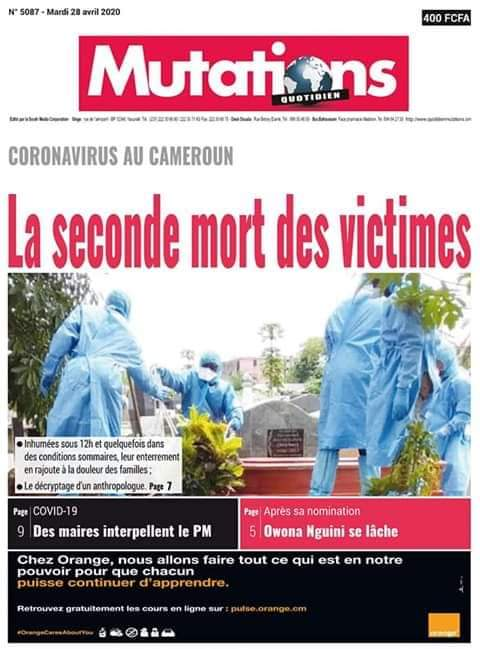 N° 5087 - Mardi 28 avril 2020
400 FCFA
Mutations
QUOTIDIEN
CORONAVIRUS AU CAMEROUN
La seconde mort des victimes
• Inhumées sous 12h et quelquefois dans
des conditions sommaires, leur enterrement
en rajoute à la douleur des familles ;
• Le décryptage d'un anthropologue. Page 7
Page COVID-19
9 Des maires interpellent le PM
Page Après sa nomination
5 Owona Nguini se lâche
Chez Orange, nous allons faire tout ce qui est en notre
pouvoir pour que chacun
puisse continuer d'apprendre.
Retrouvez gratuitement les cours en ligne sur : pulse.orange.cm
#OrangeCaresAboutYou
orange